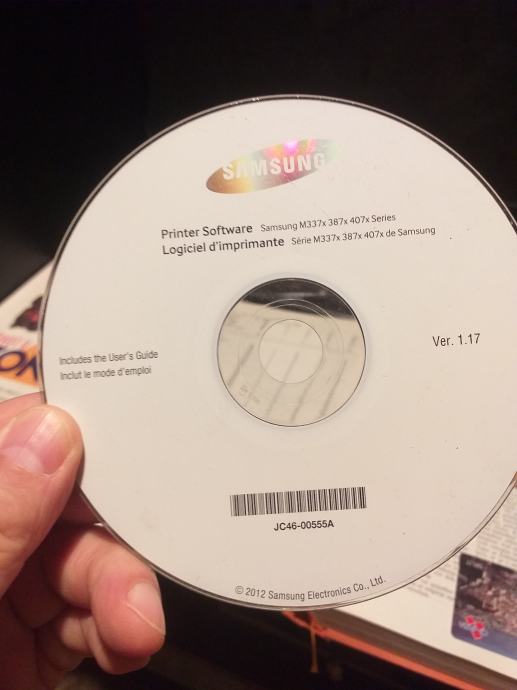 SAMSUNG
Printer Software Samsung M337x 387x 407x Series
Logiciel d'imprimante Série M337x 387x 407x de Samsung
Includes the User's Guide
Inclut le mode d'emploi
Ver. 1.17
JC46-00555A
© 2012 Samsung Electronics Co., Ltd.